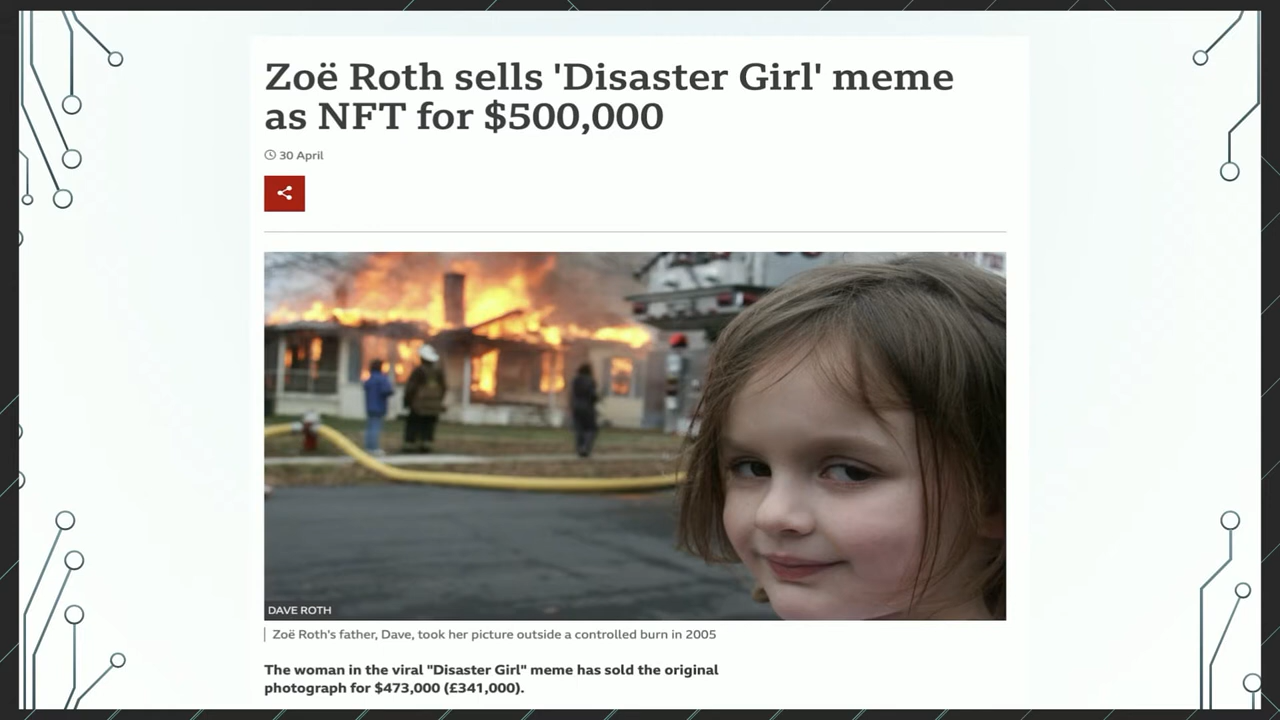 Zoë Roth sells 'Disaster Girl' meme
as NFT for $500,000
30 April
DAVE ROTH
Zoë Roth's father, Dave, took her picture outside a controlled burn in 2005
The woman in the viral "Disaster Girl" meme has sold the original
photograph for $473,000 (£341,000).